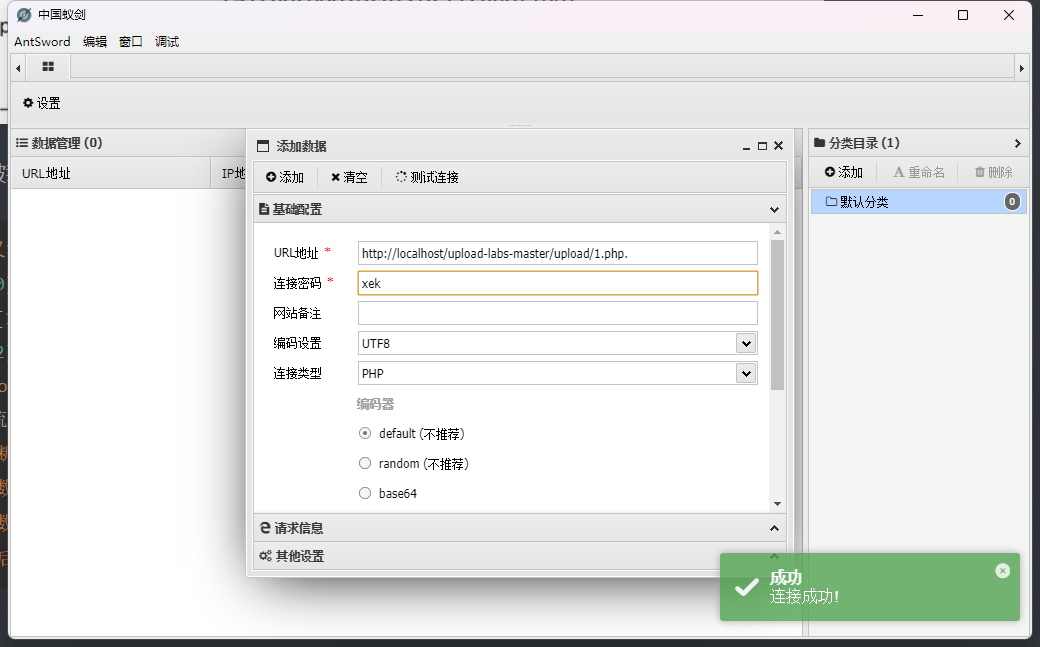 中国蚁剑
AntSword 编辑 窗口 调试
设置
数据管理 (0)
URL地址 IP地
添加数据
添加 清空 测试连接
基础配置
URL地址 *
http://localhost/upload-labs-master/upload/1.php.
连接密码 *
xek
网站备注
编码设置
UTF8
连接类型
PHP
编码器
default (不推荐)
random (不推荐)
base64
请求信息
其他设置
分类目录 (1)
添加 重命名 删除
默认分类 0
成功
连接成功!